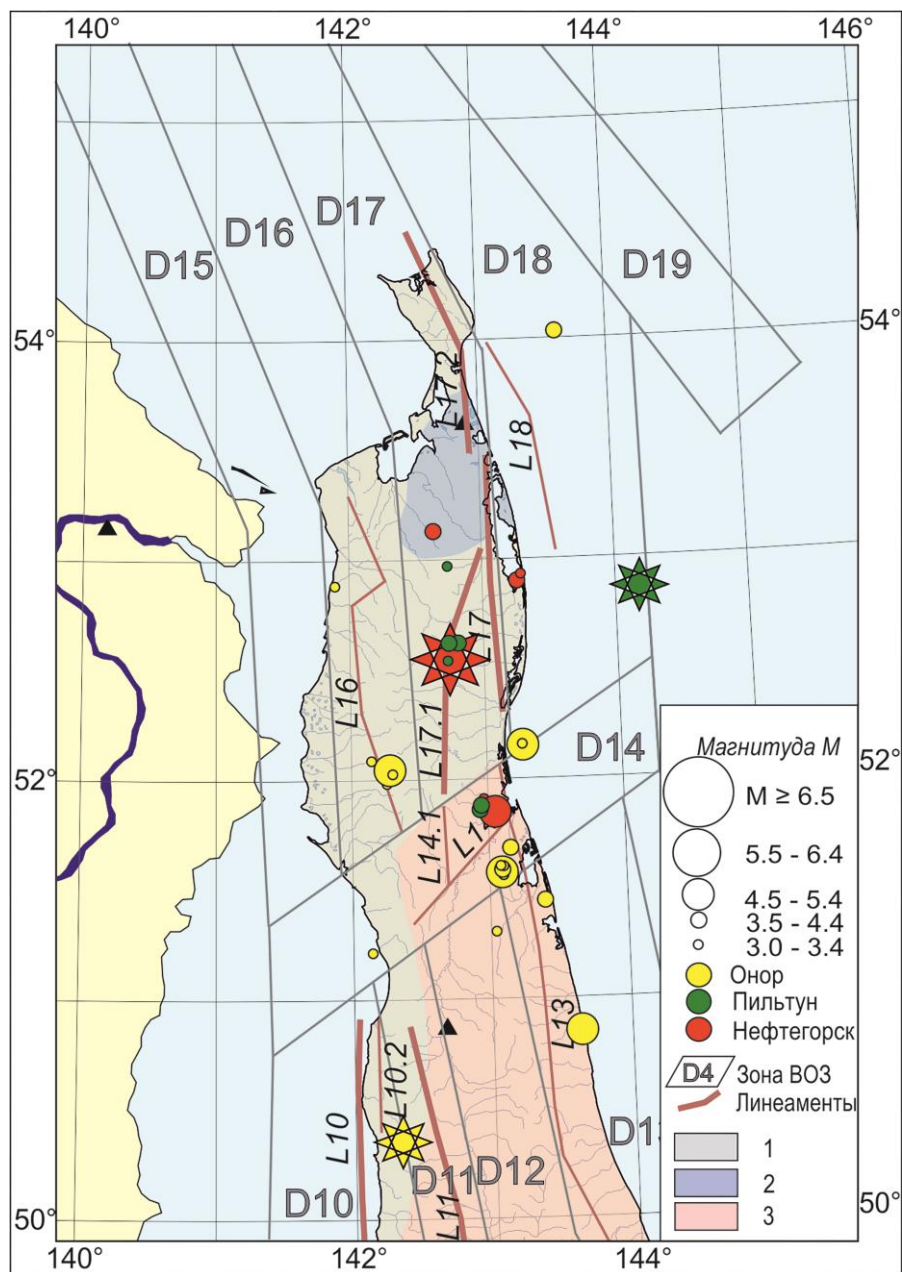 140°
142°
144°
146°
D17
D16
D15
D18
D19
54°
54°
L17.2
L18
L17
L16
L17.1
D14
52°
52°
L14.1
L13
L10.2
L10
D10
D11
D12
L11
50°
50°
140°
142°
144°
Магнитуда М
M ≥ 6.5
5.5 - 6.4
4.5 - 5.4
3.5 - 4.4
3.0 - 3.4
Онор
Пильтун
Нефтегорск
D4 Зона ВОЗ
Линеаменты
1
2
3